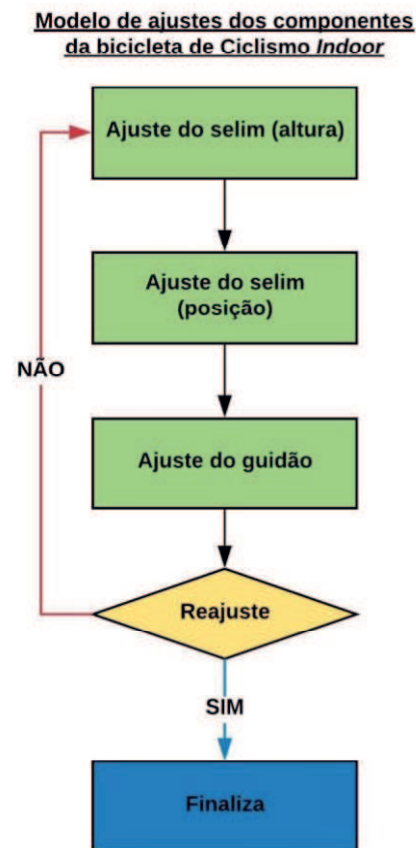 Modelo de ajustes dos componentes
da bicicleta de Ciclismo Indoor
Ajuste do selim (altura)
Ajuste do selim
(posição)
NÃO
Ajuste do guidão
Reajuste
SIM
Finaliza